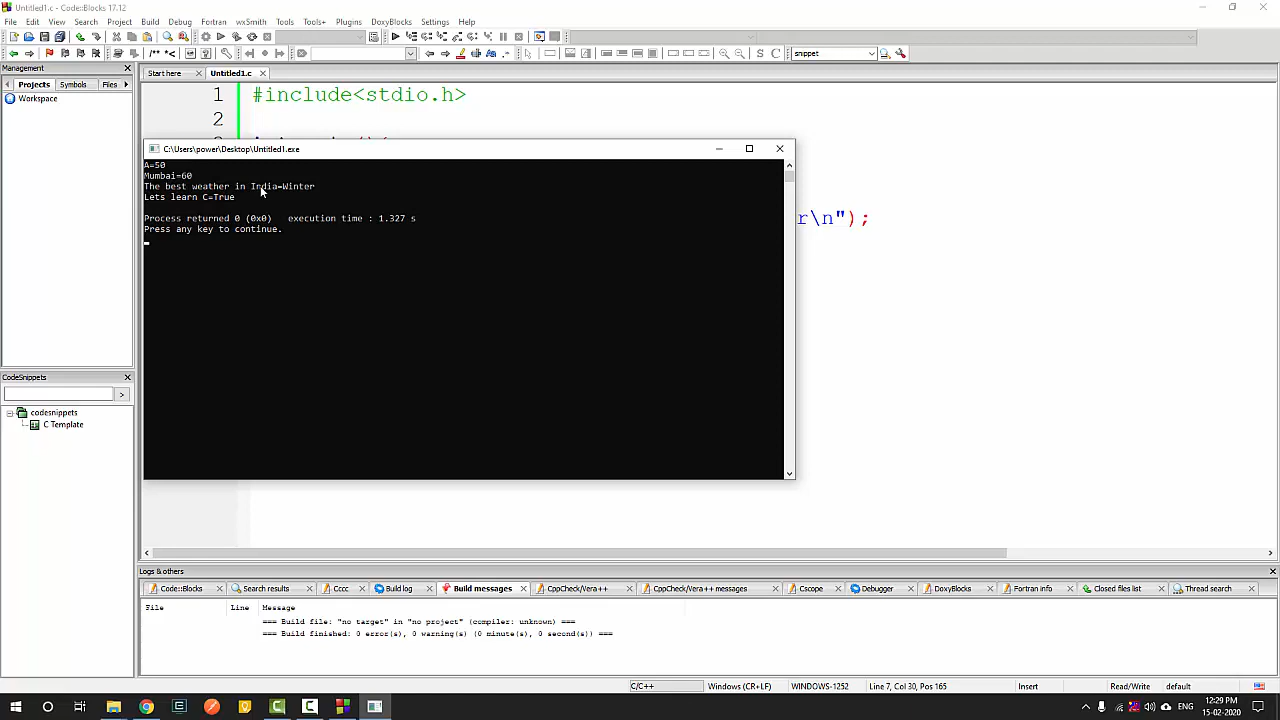 Untitled1.c - Code::Blocks 17.12
File Edit View Search Project Build Debug Fortran wxSmith Tools Tools+ Plugins DoxyBlocks Settings Help
/** *<
snippet
Management
Projects Symbols Files
Workspace
Start here Untitled1.c
1 #include<stdio.h>
2
C:\Users\power\Desktop\Untitled1.exe
A=50
Mumbai=60
The best weather in India=Winter
Lets learn C=True
Process returned 0 (0x0) execution time : 1.327 s
Press any key to continue.
r\n");
CodeSnippets
>
codesnippets
C Template
Logs & others
Code::Blocks Search results Cccc Build log Build messages CppCheck/Vera++ CppCheck/Vera++ messages Cscope Debugger DoxyBlocks Fortran info Closed files list Thread search
File Line Message
=== Build file: "no target" in "no project" (compiler: unknown) ===
=== Build finished: 0 error(s), 0 warning(s) (0 minute(s), 0 second(s)) ===
C/C++ Windows (CR+LF) WINDOWS-1252 Line 7, Col 30, Pos 165 Insert Read/Write default
ENG 12:29 PM
15-02-2020